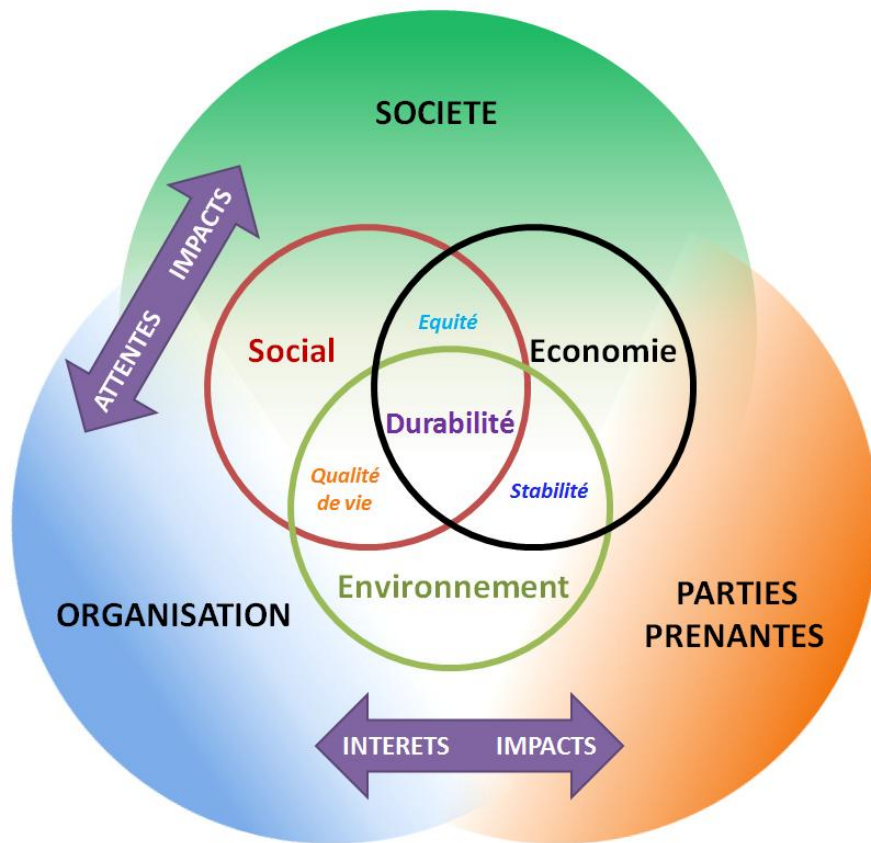 SOCIETE
IMPACTS
ATTENTES
Equité
Social
Economie
Durabilité
Qualité
de vie
Stabilité
Environnement
ORGANISATION
PARTIES
PRENANTES
INTERETS IMPACTS